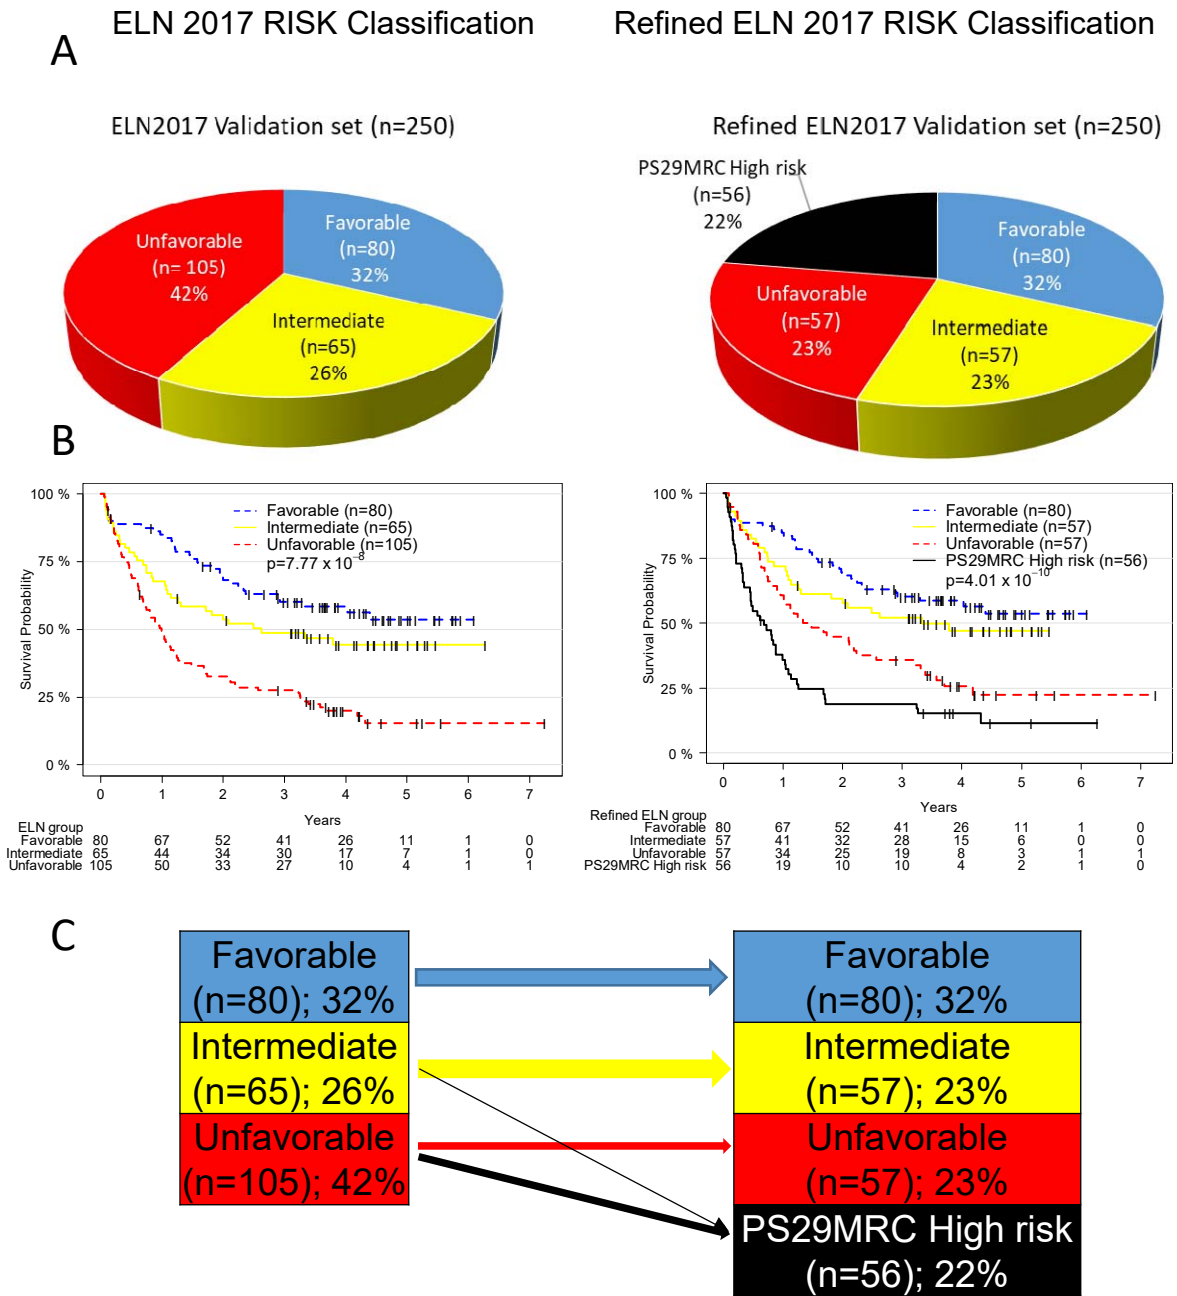 ELN 2017 RISK Classification
Refined ELN 2017 RISK Classification
A
ELN2017 Validation set (n=250)
Unfavorable
(n= 105)
42%
Favorable
(n=80)
32%
Intermediate
(n=65)
26%
Refined ELN2017 Validation set (n=250)
PS29MRC High risk
(n=56)
22%
Favorable
(n=80)
32%
Unfavorable
(n=57)
23%
Intermediate
(n=57)
23%
B
Survival Probability
100 %
75 %
50 %
25 %
0 %
Favorable (n=80)
Intermediate (n=65)
Unfavorable (n=105)
p=7.77 x 10⁻⁸
0 1 2 3 4 5 6 7
Years
ELN group
Favorable 80 67 52 41 26 11 1 0
Intermediate 65 44 34 30 17 7 1 0
Unfavorable 105 50 33 27 10 4 1 1
Survival Probability
100 %
75 %
50 %
25 %
0 %
Favorable (n=80)
Intermediate (n=57)
Unfavorable (n=57)
PS29MRC High risk (n=56)
p=4.01 x 10⁻¹⁰
0 1 2 3 4 5 6 7
Years
Refined ELN group
Favorable 80 67 52 41 26 11 1 0
Intermediate 57 41 32 28 15 6 0 0
Unfavorable 57 34 25 19 8 3 1 1
PS29MRC High risk 56 19 10 10 4 2 1 0
C
Favorable
(n=80); 32%
Intermediate
(n=65); 26%
Unfavorable
(n=105); 42%
Favorable
(n=80); 32%
Intermediate
(n=57); 23%
Unfavorable
(n=57); 23%
PS29MRC High risk
(n=56); 22%